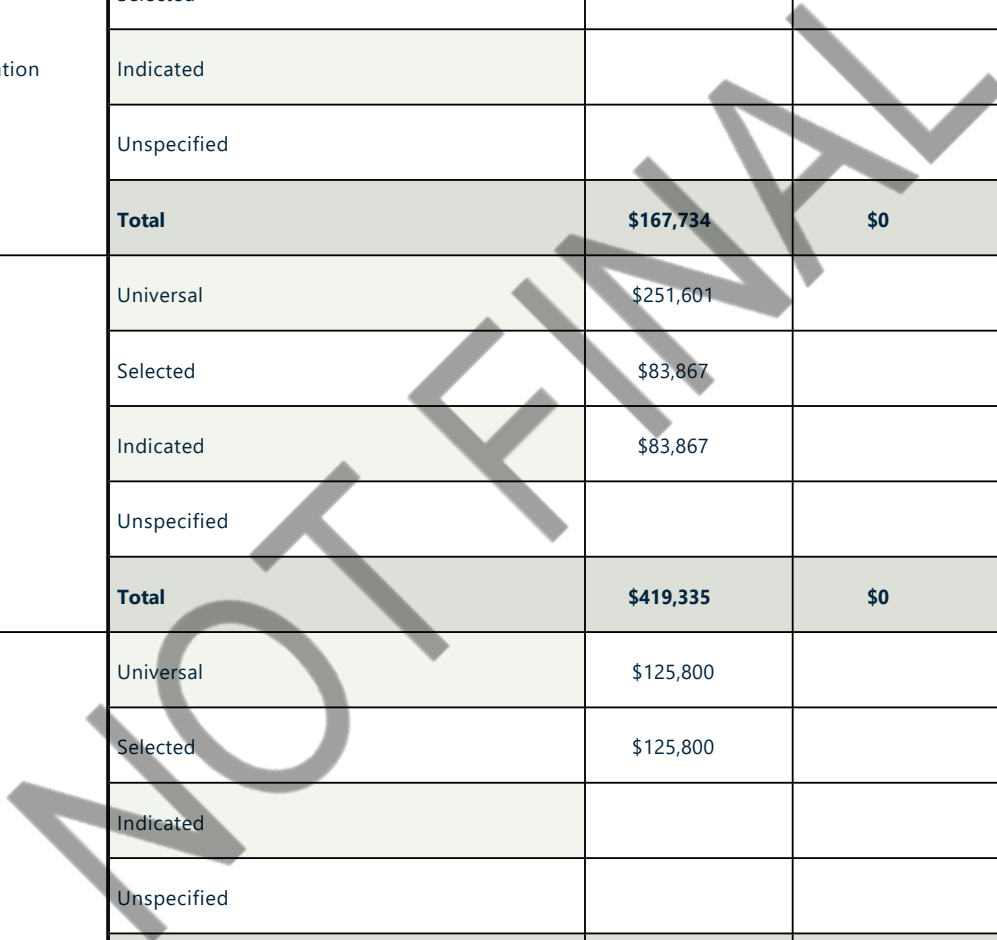 Indicated
Unspecified
Total $167,734 $0
Universal $251,601
Selected $83,867
Indicated $83,867
Unspecified
Total $419,335 $0
Universal $125,800
Selected $125,800
Indicated
Unspecified
NOT FINAL